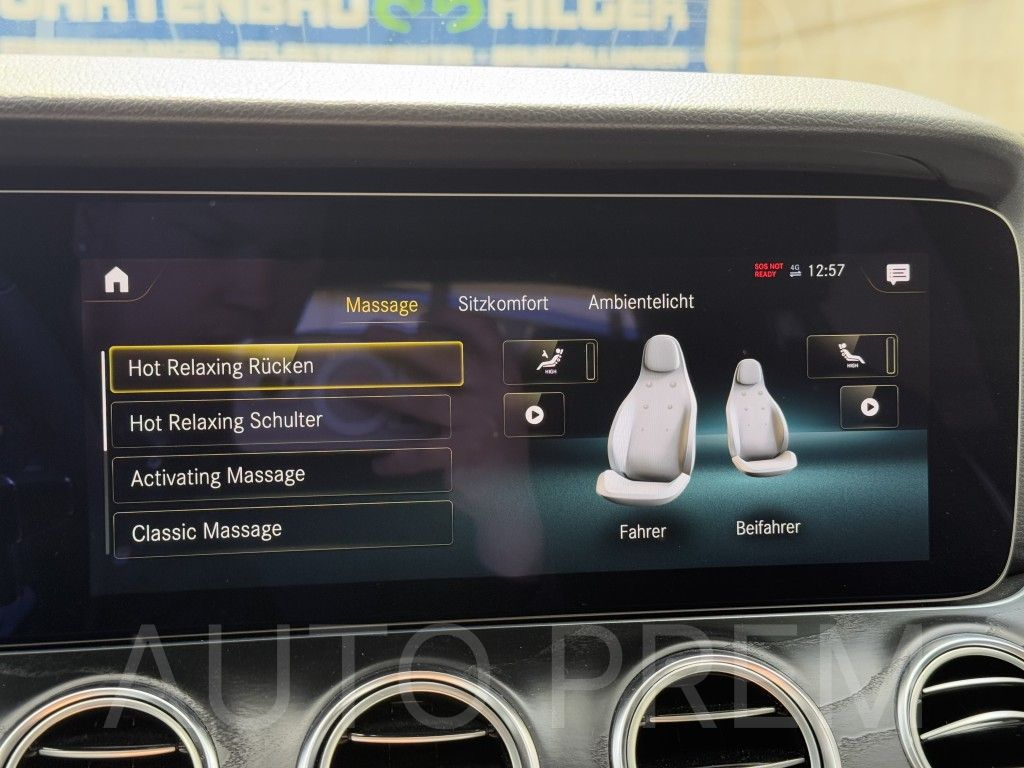 HILGER
SOS NOT
READY
4G
12:57
Massage
Sitzkomfort
Ambientelicht
Hot Relaxing Rücken
Hot Relaxing Schulter
Activating Massage
Classic Massage
HIGH
HIGH
Fahrer
Beifahrer
AUTO PREM